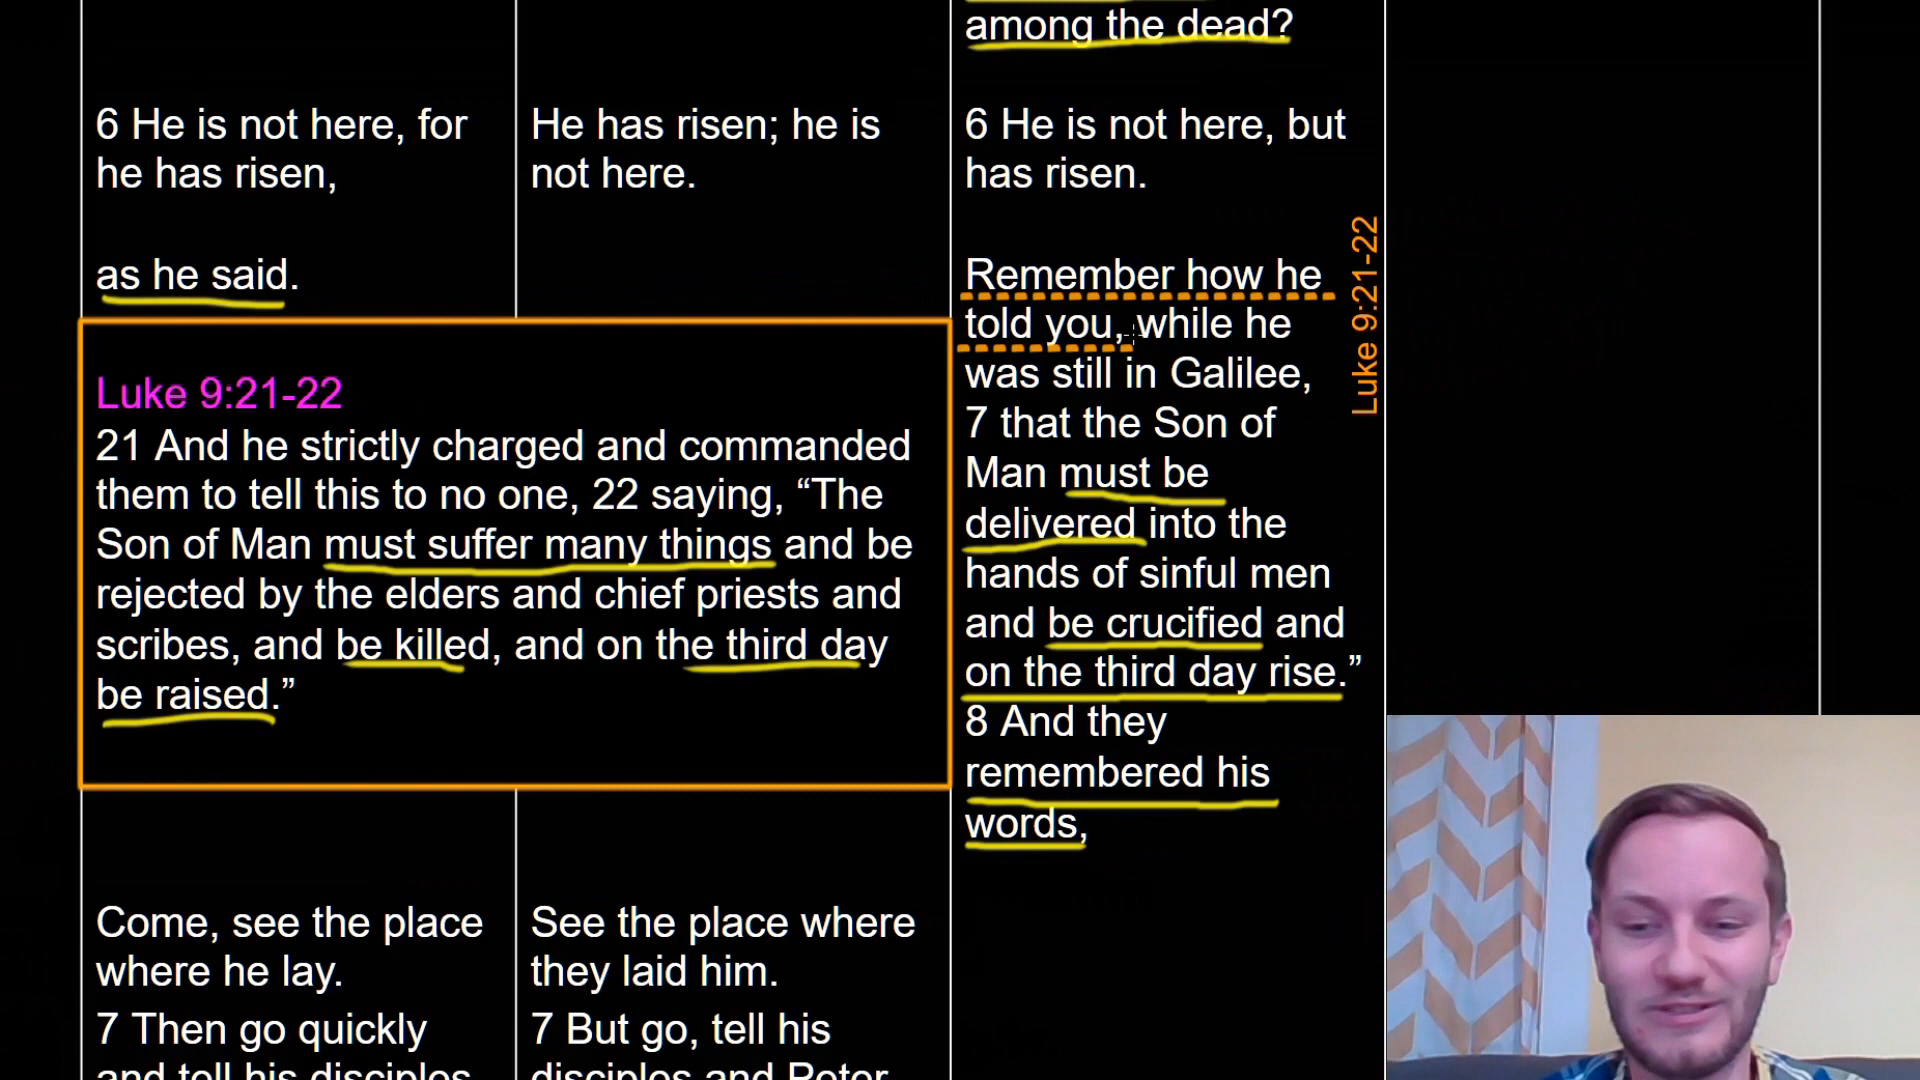 among the dead?
6 He is not here, for
he has risen,
as he said.
He has risen; he is
not here.
6 He is not here, but
has risen.
Remember how he
told you, while he
was still in Galilee,
7 that the Son of
Man must be
delivered into the
hands of sinful men
and be crucified and
on the third day rise.”
8 And they
remembered his
words,
Luke 9:21-22
Luke 9:21-22
21 And he strictly charged and commanded
them to tell this to no one, 22 saying, “The
Son of Man must suffer many things and be
rejected by the elders and chief priests and
scribes, and be killed, and on the third day
be raised.”
Come, see the place
where he lay.
7 Then go quickly
and tell his disciples
See the place where
they laid him.
7 But go, tell his
disciples and Peter